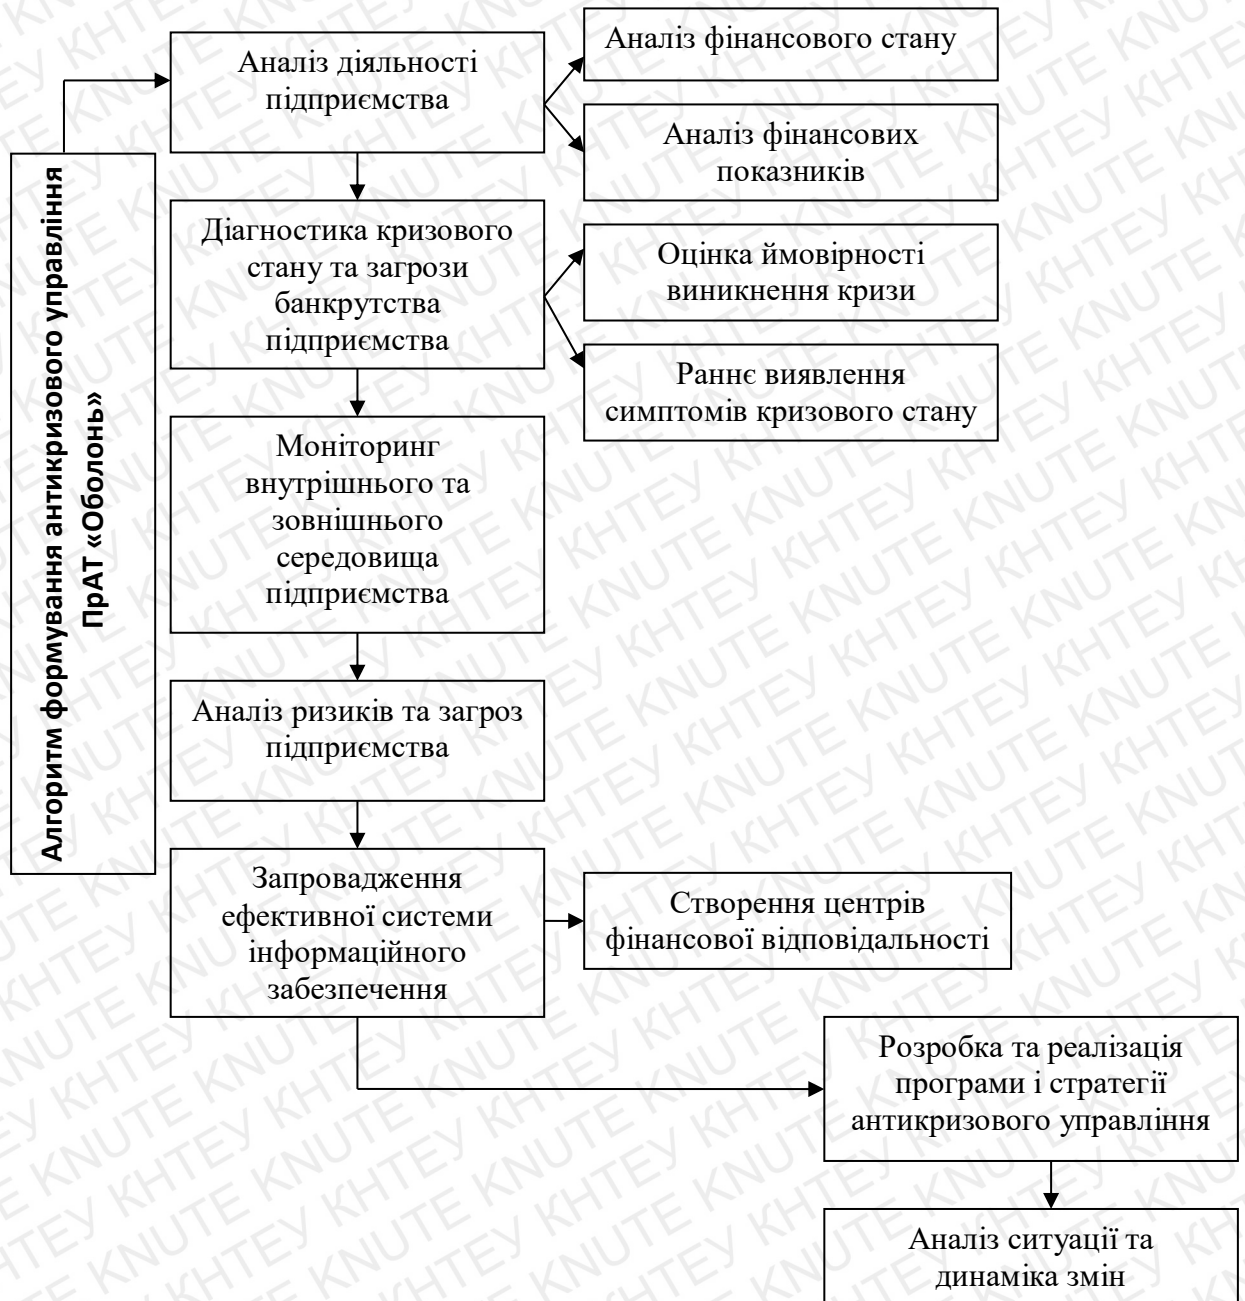 Алгоритм формування антикризового управління
ПрАТ «Оболонь»
Аналіз діяльності
підприємства
Аналіз фінансового стану
Аналіз фінансових
показників
Діагностика кризового
стану та загрози
банкрутства
підприємства
Оцінка ймовірності
виникнення кризи
Раннє виявлення
симптомів кризового стану
Моніторинг
внутрішнього та
зовнішнього
середовища
підприємства
Аналіз ризиків та загроз
підприємства
Запровадження
ефективної системи
інформаційного
забезпечення
Створення центрів
фінансової відповідальності
Розробка та реалізація
програми і стратегії
антикризового управління
Аналіз ситуації та
динаміка змін